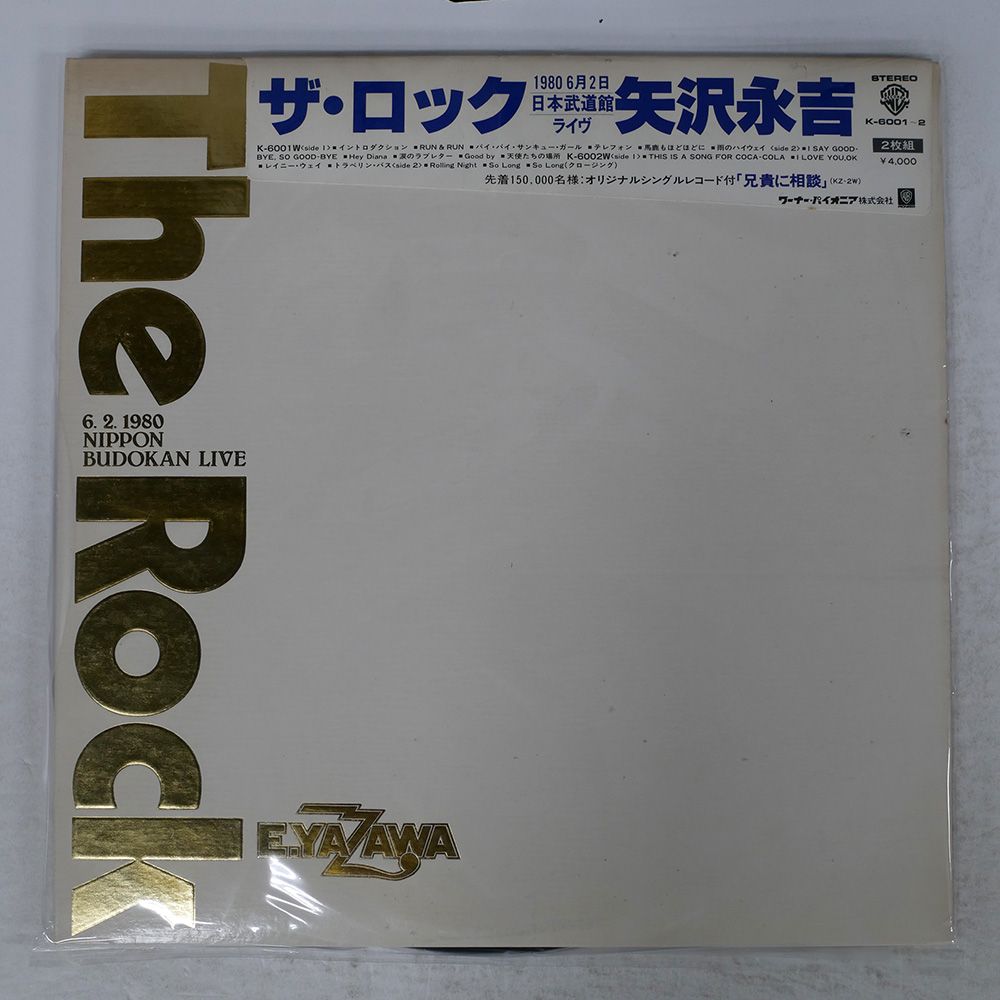 The Rock
ザ・ロック
1980 6月2日
日本武道館
ライヴ
矢沢永吉
STEREO
K-6001~2
2枚組
¥4,000
K-6001W<side 1>▪イントロダクション ▪RUN & RUN ▪バイ・バイ・サンキュー・ガール ▪テレフォン ▪馬鹿もほどほどに ▪雨のハイウェイ <side 2>▪I SAY GOOD-
BYE, SO GOOD-BYE ▪Hey Diana ▪涙のラブレター ▪Good by ▪天使たちの場所 K-6002W<side 1>▪THIS IS A SONG FOR COCA-COLA ▪I LOVE YOU,OK
▪レイニー・ウェイ ▪トラベリン・バス<side 2>▪Rolling Night ▪So Long ▪So Long(クロージング)
先着150,000名様:オリジナルシングルレコード付「兄貴に相談」(KZ-2W)
ワーナー・パイオニア株式会社
6. 2. 1980
NIPPON
BUDOKAN LIVE
E.YAZAWA